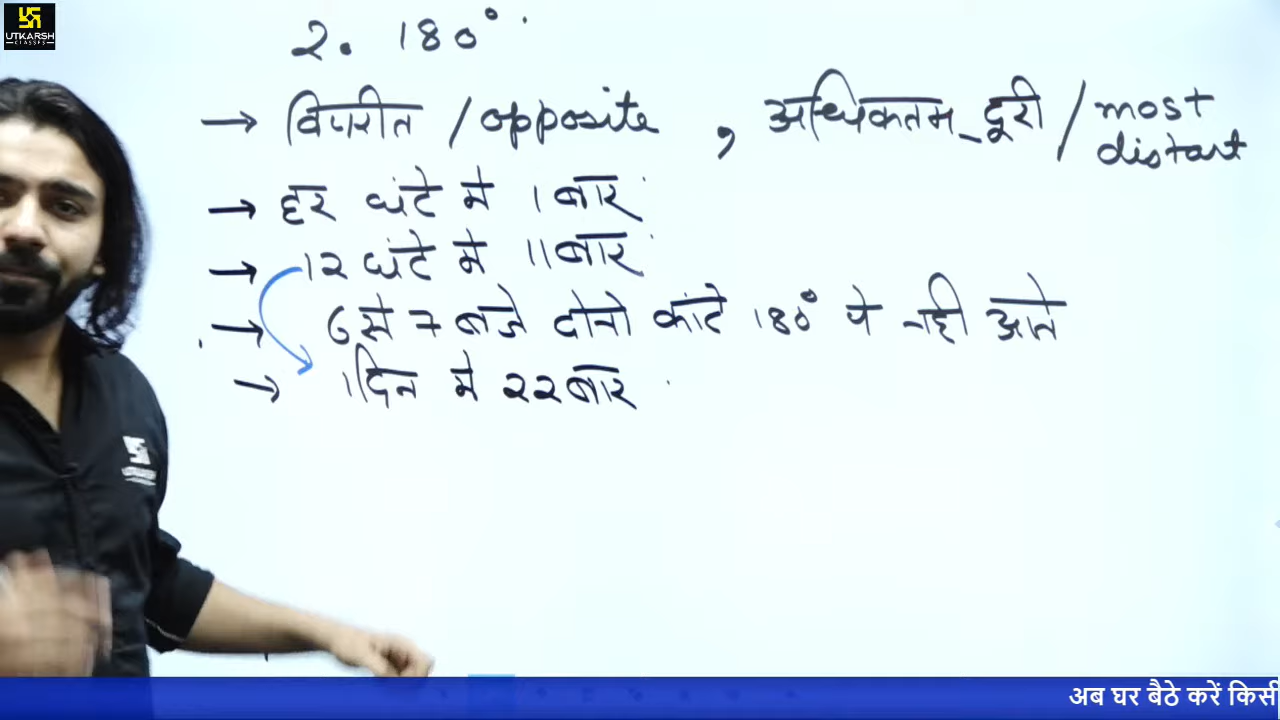 UTKARSH
CLASSES
2. 180°
→ विपरीत / opposite , अधिकतम दूरी / most distant
→ हर घंटे मे 1 बार
→ 12 घंटे मे 11 बार
→ 6 से 7 बजे दोनो कांटे 180° पे नही आते
→ 1 दिन मे 22 बार
UTKARSH
अब घर बैठे करें किसी